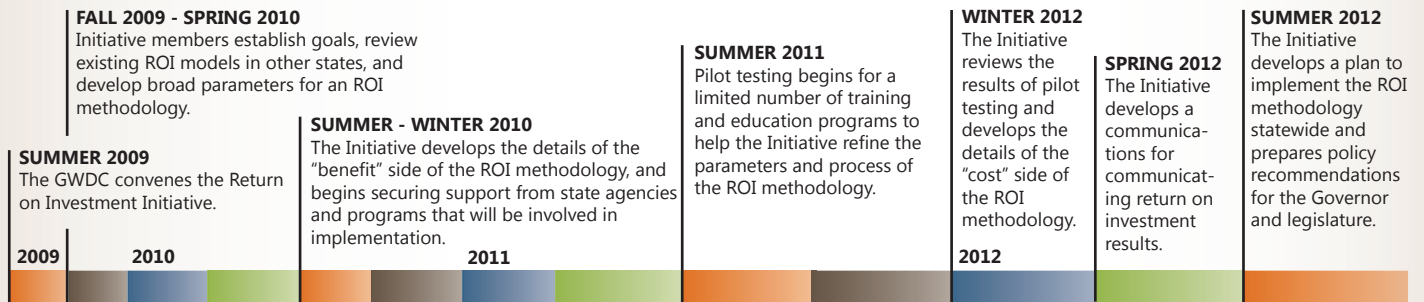 FALL 2009 - SPRING 2010
Initiative members establish goals, review
existing ROI models in other states, and
develop broad parameters for an ROI
methodology.
SUMMER 2009
The GWDC convenes the Return
on Investment Initiative.
SUMMER - WINTER 2010
The Initiative develops the details of the
“benefit” side of the ROI methodology, and
begins securing support from state agencies
and programs that will be involved in
implementation.
SUMMER 2011
Pilot testing begins for a
limited number of training
and education programs to
help the Initiative refine the
parameters and process of
the ROI methodology.
WINTER 2012
The Initiative
reviews the
results of pilot
testing and
develops the
details of the
“cost” side of
the ROI
methodology.
SPRING 2012
The Initiative
develops a
communica-
tions for
communicat-
ing return on
investment
results.
SUMMER 2012
The Initiative
develops a plan to
implement the ROI
methodology
statewide and
prepares policy
recommendations
for the Governor
and legislature.
2009
2010
2011
2012